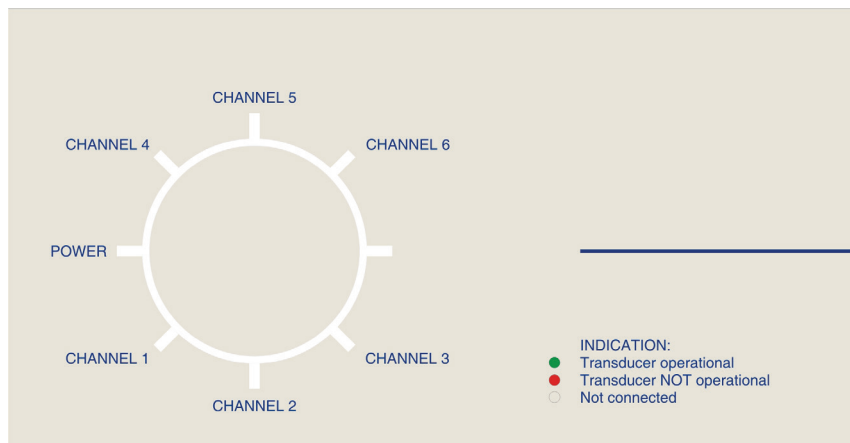 CHANNEL 5
CHANNEL 4
CHANNEL 6
POWER
CHANNEL 1
CHANNEL 3
CHANNEL 2
INDICATION:
Transducer operational
Transducer NOT operational
Not connected